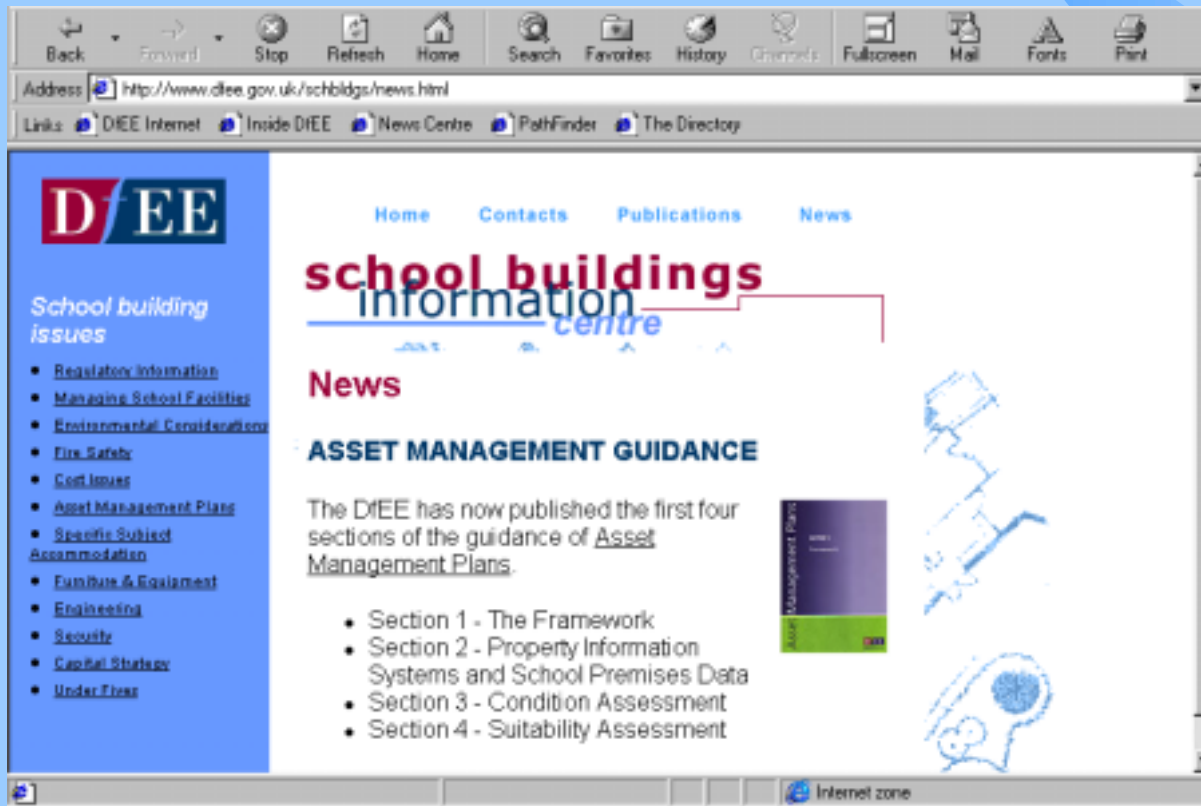 Back Forward Stop Refresh Home Search Favorites History Channels Fullscreen Mail Fonts Print
Address http://www.dfee.gov.uk/schbldgs/news.html
Links DfEE Internet Inside DfEE News Centre PathFinder The Directory
DfEE
School building
issues
Regulatory Information
Managing School Facilities
Environmental Considerations
Fire Safety
Cost Issues
Asset Management Plans
Specific Subject
Accommodation
Furniture & Equipment
Engineering
Security
Capital Strategy
Under Fives
Home Contacts Publications News
school buildings
information
centre
News
ASSET MANAGEMENT GUIDANCE
The DfEE has now published the first four
sections of the guidance of Asset
Management Plans.
Section 1 - The Framework
Section 2 - Property Information
Systems and School Premises Data
Section 3 - Condition Assessment
Section 4 - Suitability Assessment
Asset Management Plans
Internet zone